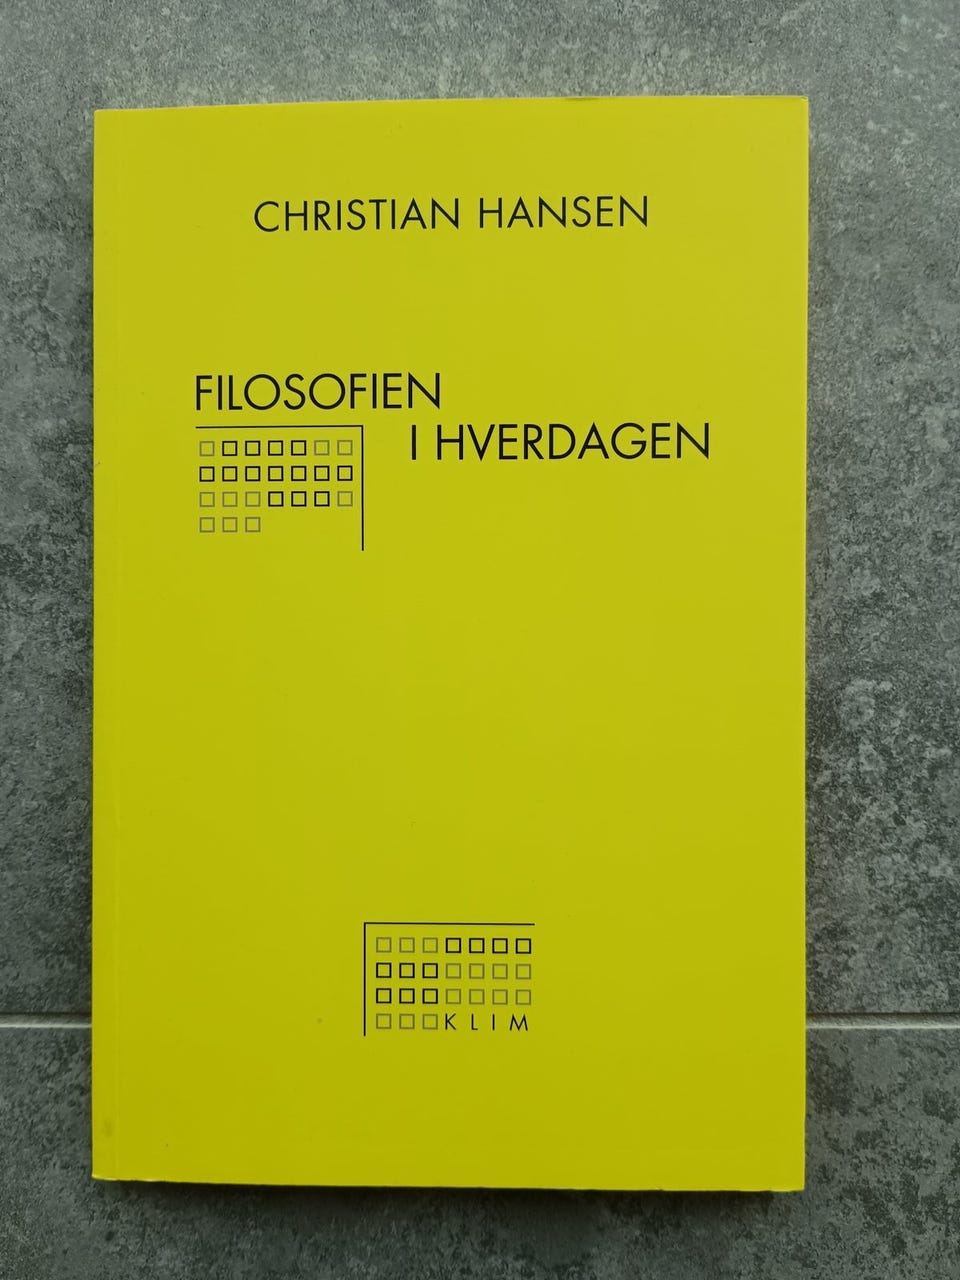 CHRISTIAN HANSEN
FILOSOFIEN
I HVERDAGEN
KLIM